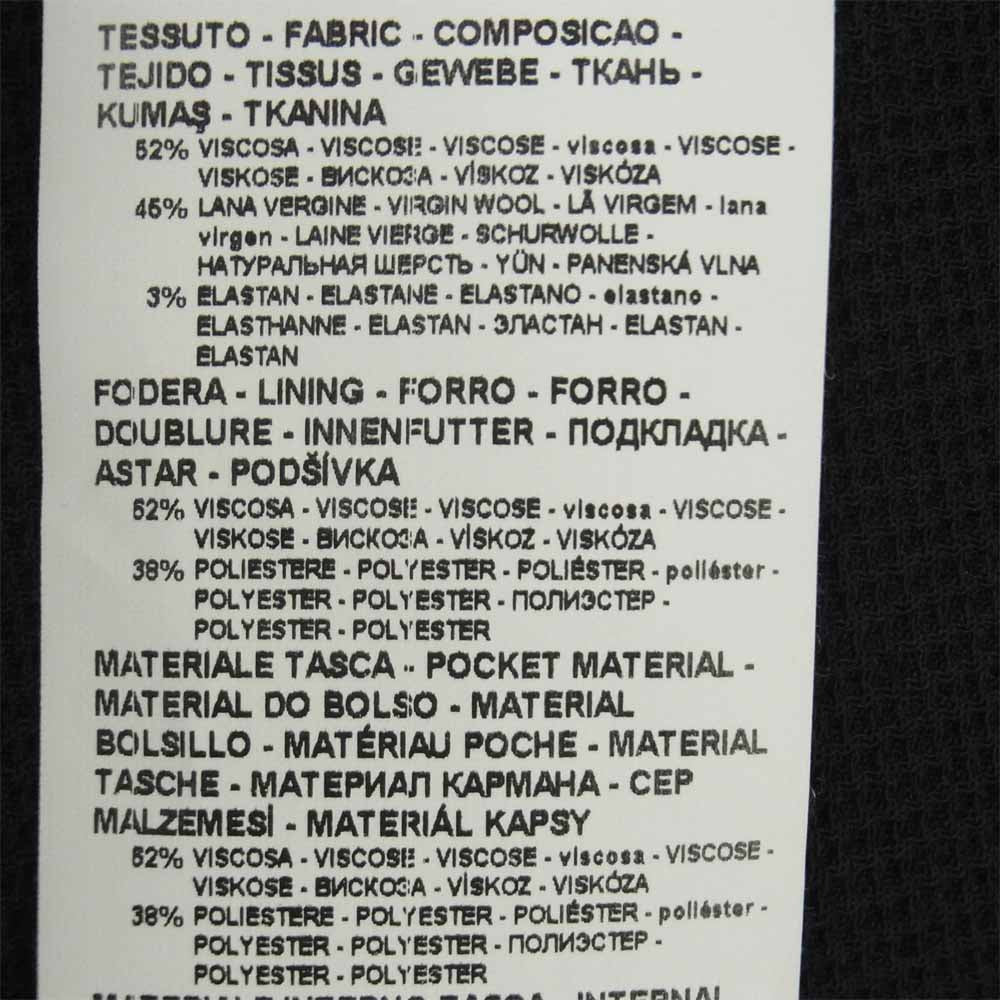 TESSUTO - FABRIC - COMPOSICAO -
TEJIDO - TISSUS - GEWEBE - ТКАНЬ -
KUMAŞ - TKANINA
52% VISCOSA - VISCOSE - VISCOSE - viscosa - VISCOSE -
VISKOSE - ВИСКОЗА - VİSKOZ - VISKÓZA
45% LANA VERGINE - VIRGIN WOOL - LÃ VIRGEM - lana
virgen - LAINE VIERGE - SCHURWOLLE -
НАТУРАЛЬНАЯ ШЕРСТЬ - YÜN - PANENSKÁ VLNA
3% ELASTAN - ELASTANE - ELASTANO - elastano -
ELASTHANNE - ELASTAN - ЭЛАСТАН - ELASTAN -
ELASTAN
FODERA - LINING - FORRO - FORRO -
DOUBLURE - INNENFUTTER - ПОДКЛАДКА -
ASTAR - PODŠÍVKA
62% VISCOSA - VISCOSE - VISCOSE - viscosa - VISCOSE -
VISKOSE - ВИСКОЗА - VİSKOZ - VISKÓZA
38% POLIESTERE - POLYESTER - POLIÉSTER - poliéster -
POLYESTER - POLYESTER - ПОЛИЭСТЕР -
POLYESTER - POLYESTER
MATERIALE TASCA - POCKET MATERIAL -
MATERIAL DO BOLSO - MATERIAL
BOLSILLO - MATÉRIAU POCHE - MATERIAL
TASCHE - МАТЕРИАЛ КАРМАНА - CEP
MALZEMESİ - MATERIÁL KAPSY
62% VISCOSA - VISCOSE - VISCOSE - viscosa - VISCOSE -
VISKOSE - ВИСКОЗА - VİSKOZ - VISKÓZA
38% POLIESTERE - POLYESTER - POLIÉSTER - poliéster -
POLYESTER - POLYESTER - ПОЛИЭСТЕР -
POLYESTER - POLYESTER
MATERIALE INTERNO TASCA - INTERNAL